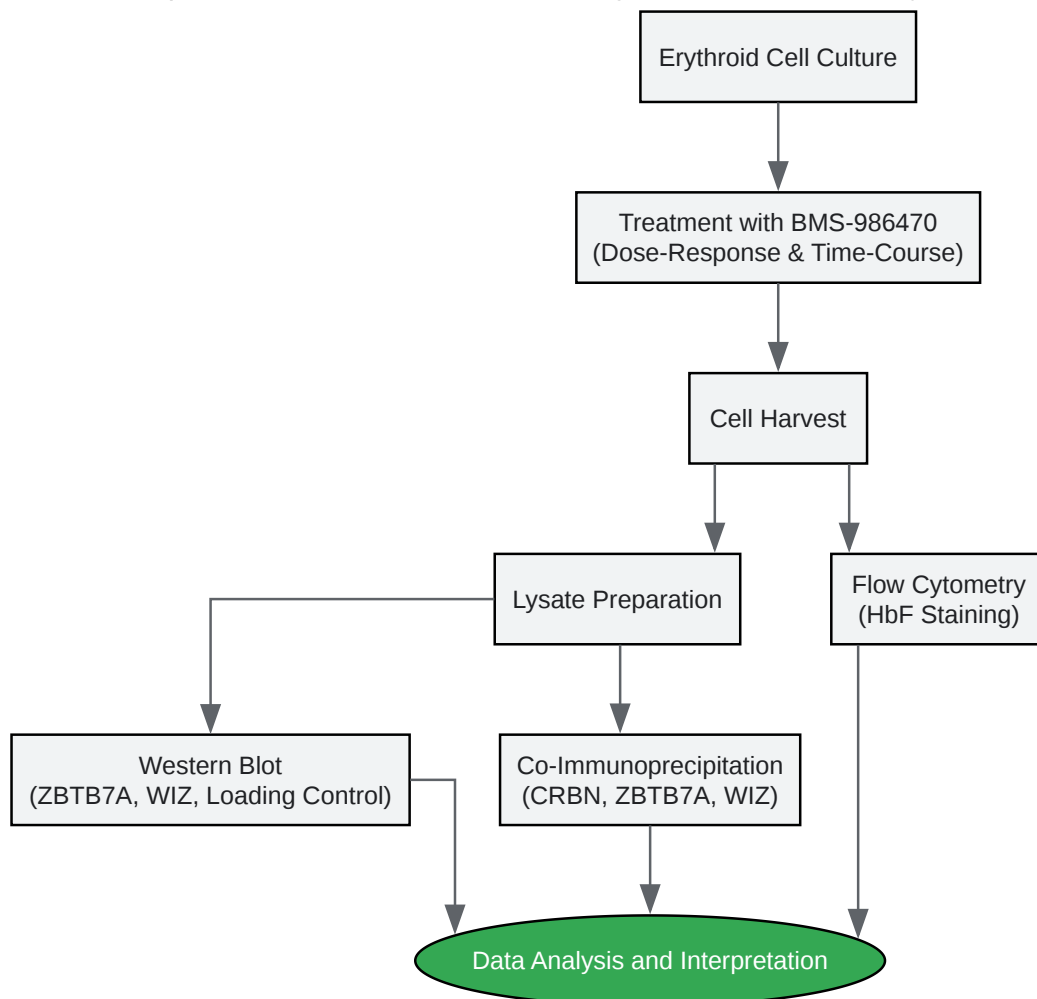 Erythroid Cell Culture
Treatment with BMS-986470
(Dose-Response & Time-Course)
Cell Harvest
Lysate Preparation
Flow Cytometry
(HbF Staining)
Western Blot
(ZBTB7A, WIZ, Loading Control)
Co-Immunoprecipitation
(CRBN, ZBTB7A, WIZ)
Data Analysis and Interpretation